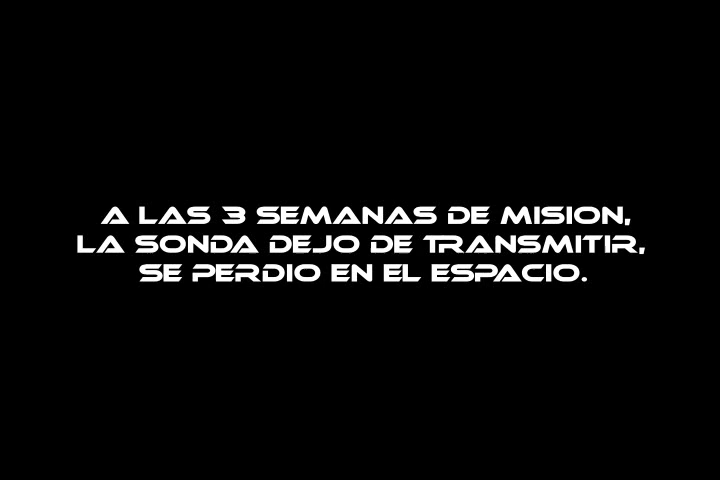 A LAS 3 SEMANAS DE MISION,
LA SONDA DEJO DE TRANSMITIR,
SE PERDIO EN EL ESPACIO.